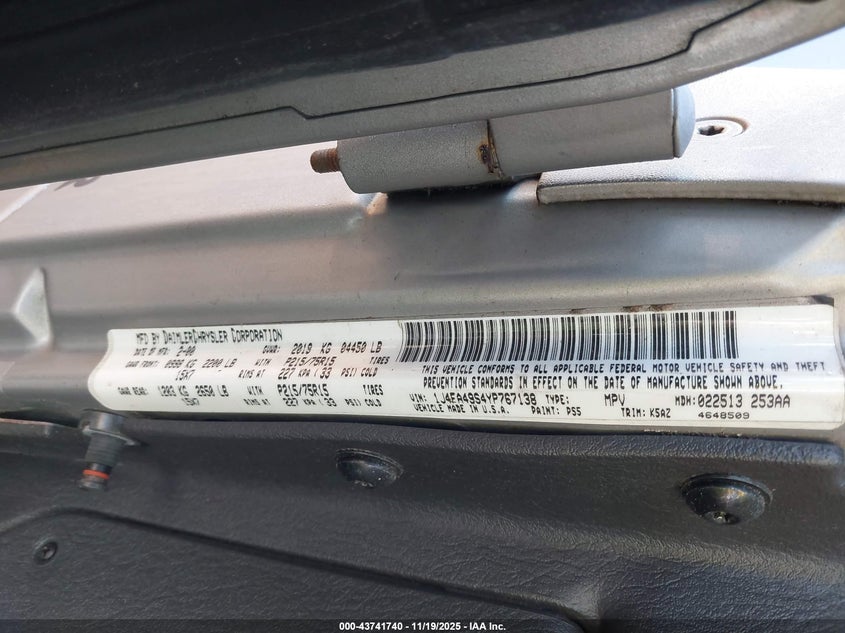 MFD BY DAIMLERCHRYSLER CORPORATION
DATE OF MFR: 2-00 GVWR: 2018 KG 04450 LB
GAWR FRONT: 0998 KG 2200 LB WITH P215/75R15 TIRES
15X7 RIMS AT 227 KPA ( 33 PSI) COLD
GAWR REAR: 1203 KG 2650 LB WITH P215/75R15 TIRES
15X7 RIMS AT 227 KPA ( 33 PSI) COLD
THIS VEHICLE CONFORMS TO ALL APPLICABLE FEDERAL MOTOR VEHICLE SAFETY AND THEFT
PREVENTION STANDARDS IN EFFECT ON THE DATE OF MANUFACTURE SHOWN ABOVE.
VIN: 1J4FA49S4YP767138 TYPE: MPV MDH: 022513 253AA
VEHICLE MADE IN U.S.A. PAINT: PS5 TRIM: K5AZ 4648509
000-43741740 - 11/19/2025 - IAA Inc.